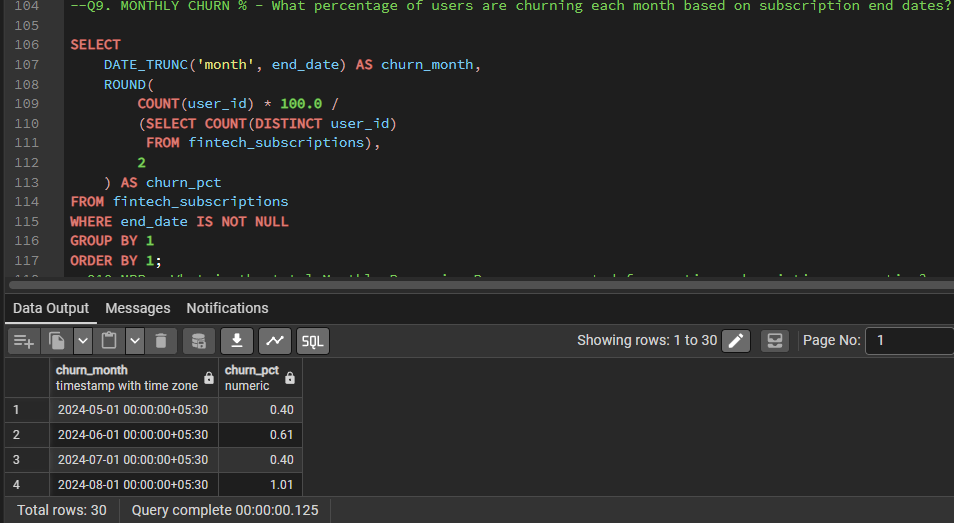 104 --Q9. MONTHLY CHURN % - What percentage of users are churning each month based on subscription end dates?
105
106 SELECT
107 DATE_TRUNC('month', end_date) AS churn_month,
108 ROUND(
109 COUNT(user_id) * 100.0 /
110 (SELECT COUNT(DISTINCT user_id)
111 FROM fintech_subscriptions),
112 2
113 ) AS churn_pct
114 FROM fintech_subscriptions
115 WHERE end_date IS NOT NULL
116 GROUP BY 1
117 ORDER BY 1;
Data Output Messages Notifications
SQL
Showing rows: 1 to 30
Page No: 1
churn_month churn_pct
timestamp with time zone numeric
1 2024-05-01 00:00:00+05:30 0.40
2 2024-06-01 00:00:00+05:30 0.61
3 2024-07-01 00:00:00+05:30 0.40
4 2024-08-01 00:00:00+05:30 1.01
Total rows: 30 Query complete 00:00:00.125